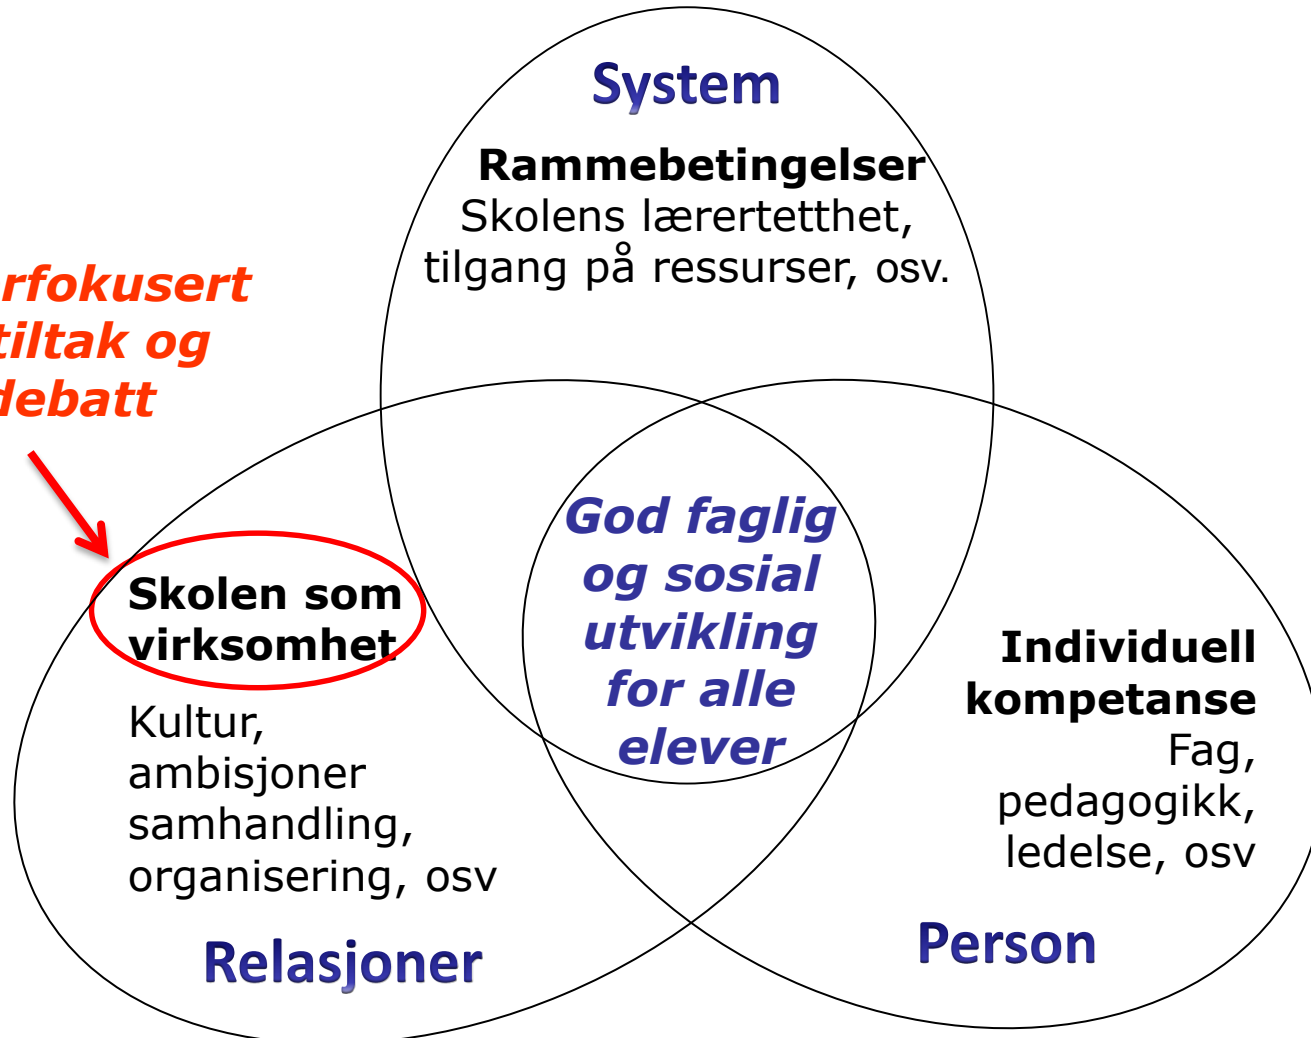 System
Rammebetingelser
Skolens lærertetthet,
tilgang på ressurser, osv.
rfokusert
tiltak og
debatt
God faglig
og sosial
utvikling
for alle
elever
Skolen som
virksomhet
Kultur,
ambisjoner
samhandling,
organisering, osv
Relasjoner
Individuell
kompetanse
Fag,
pedagogikk,
ledelse, osv
Person